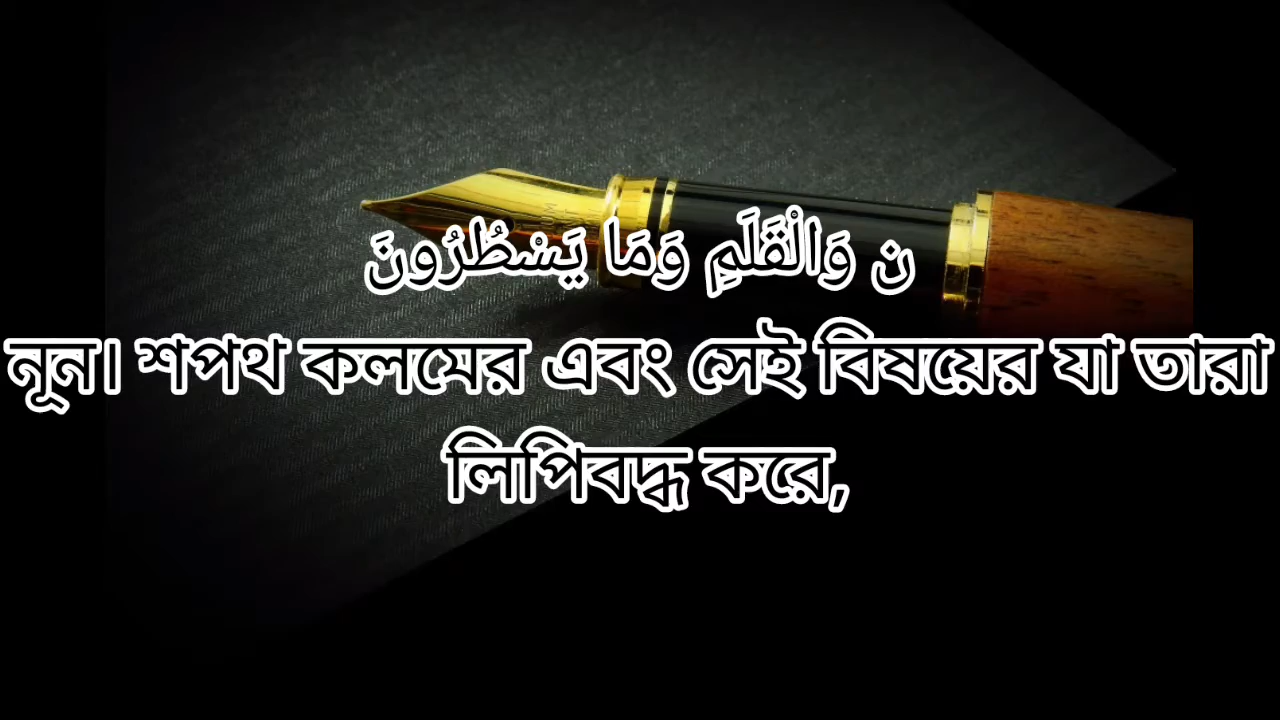 ن وَالْقَلَمِ وَمَا يَسْطُرُونَ
নূন। শপথ কলমের এবং সেই বিষয়ের যা তারা
লিপিবদ্ধ করে,